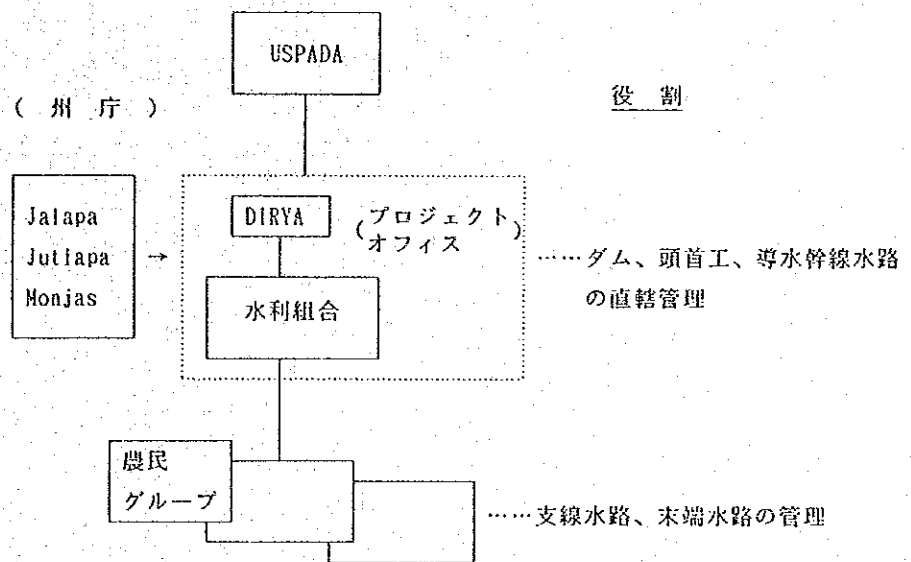 USPADA
(州庁)
役割
Jalapa
Jutiapa
Monjas
→
DIRYA
(プロジェクト
オフィス)
水利組合
……ダム、頭首工、導水幹線水路
の直轄管理
農民
グループ
……支線水路、末端水路の管理